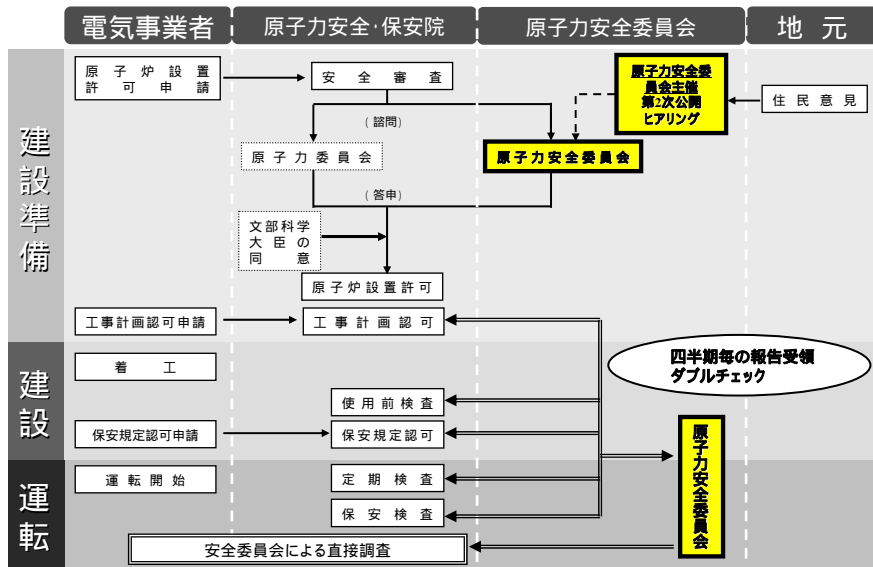 電気事業者
原子力安全・保安院
原子力安全委員会
地元
建設準備
原子炉設置
許可申請
安全審査
原子力安全委
員会主催
第2次公開
ヒアリング
住民意見
(諮問)
原子力委員会
原子力安全委員会
(答申)
文部科学
大臣の
同意
原子炉設置許可
工事計画認可申請
工事計画認可
四半期毎の報告受領
ダブルチェック
建設
着工
使用前検査
保安規定認可申請
保安規定認可
原子力安全委員会
運転
運転開始
定期検査
保安検査
安全委員会による直接調査